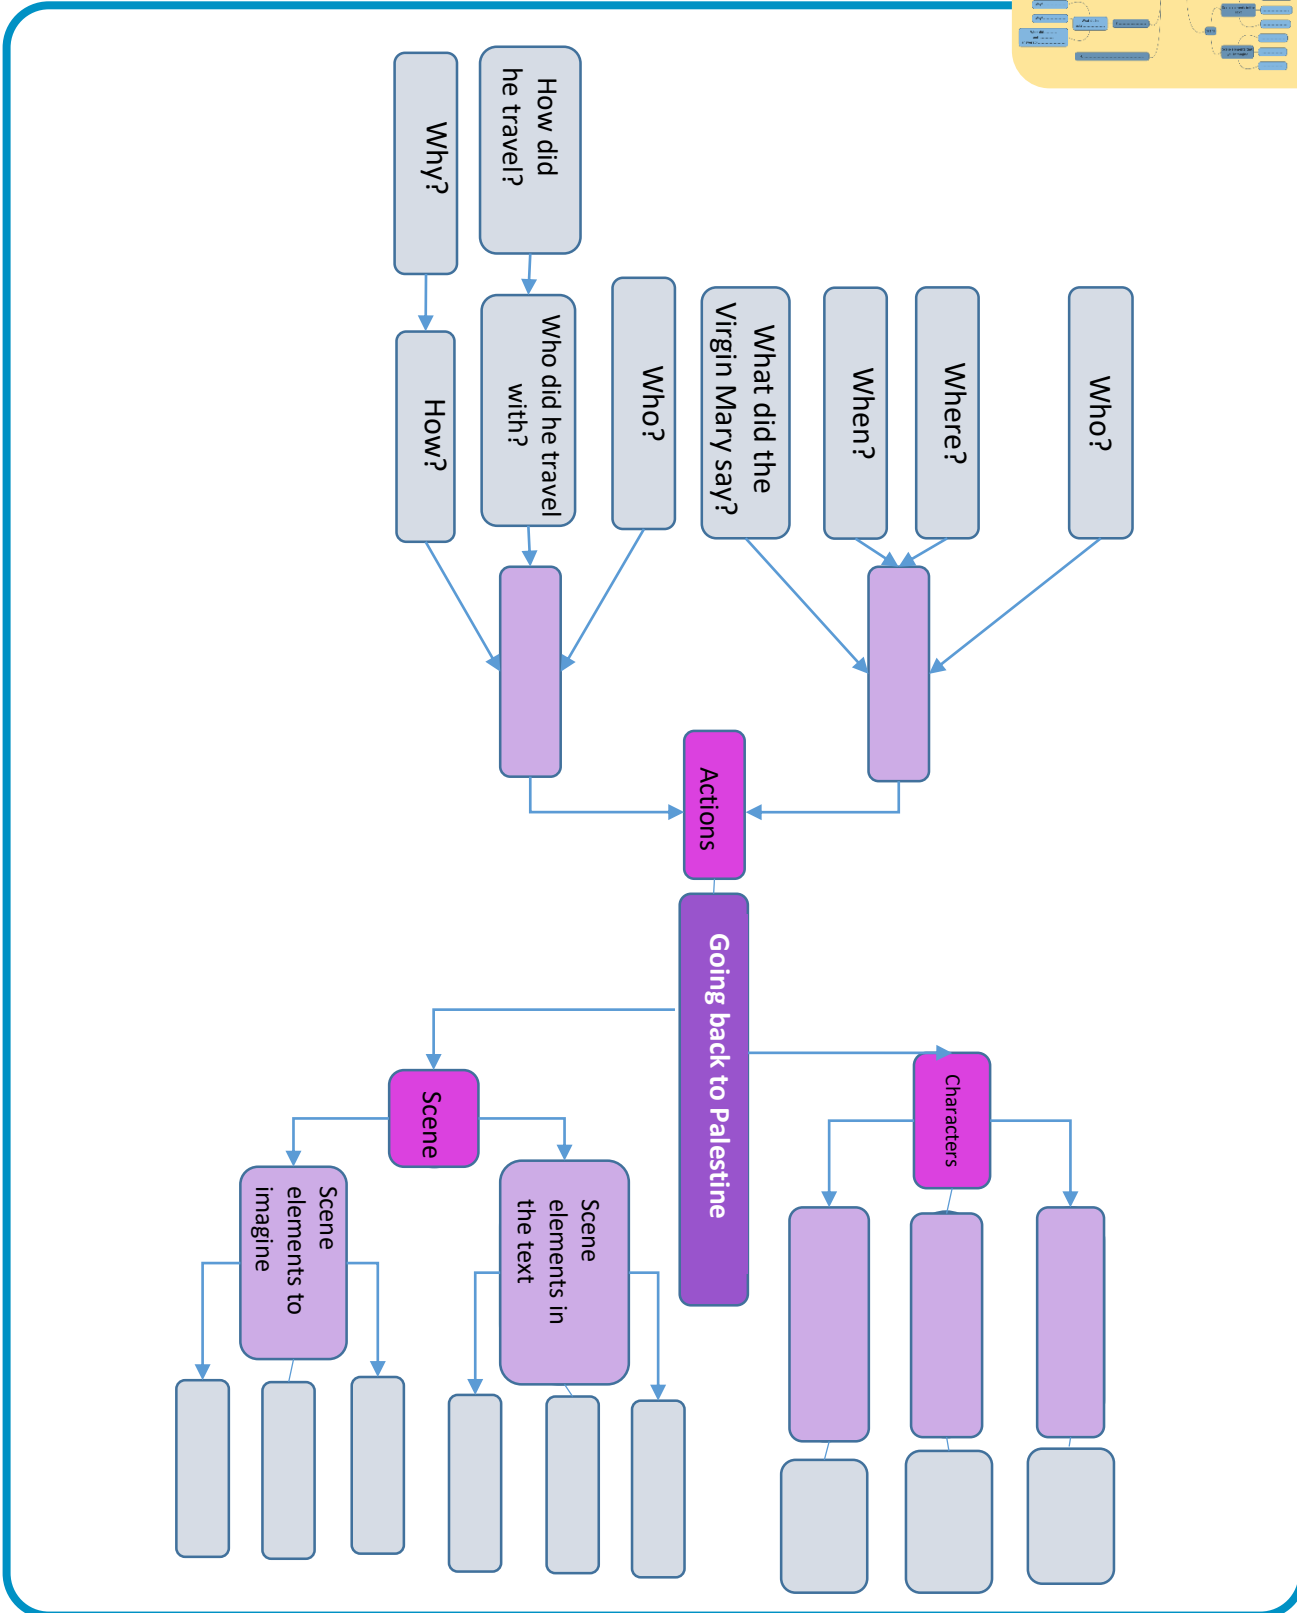 Who?
Where?
When?
What did the
Virgin Mary say?
Who?
How did
he travel?
Who did he travel
with?
Why?
How?
Actions
Going back to Palestine
Characters
Scene
Scene
elements in
the text
Scene
elements to
imagine